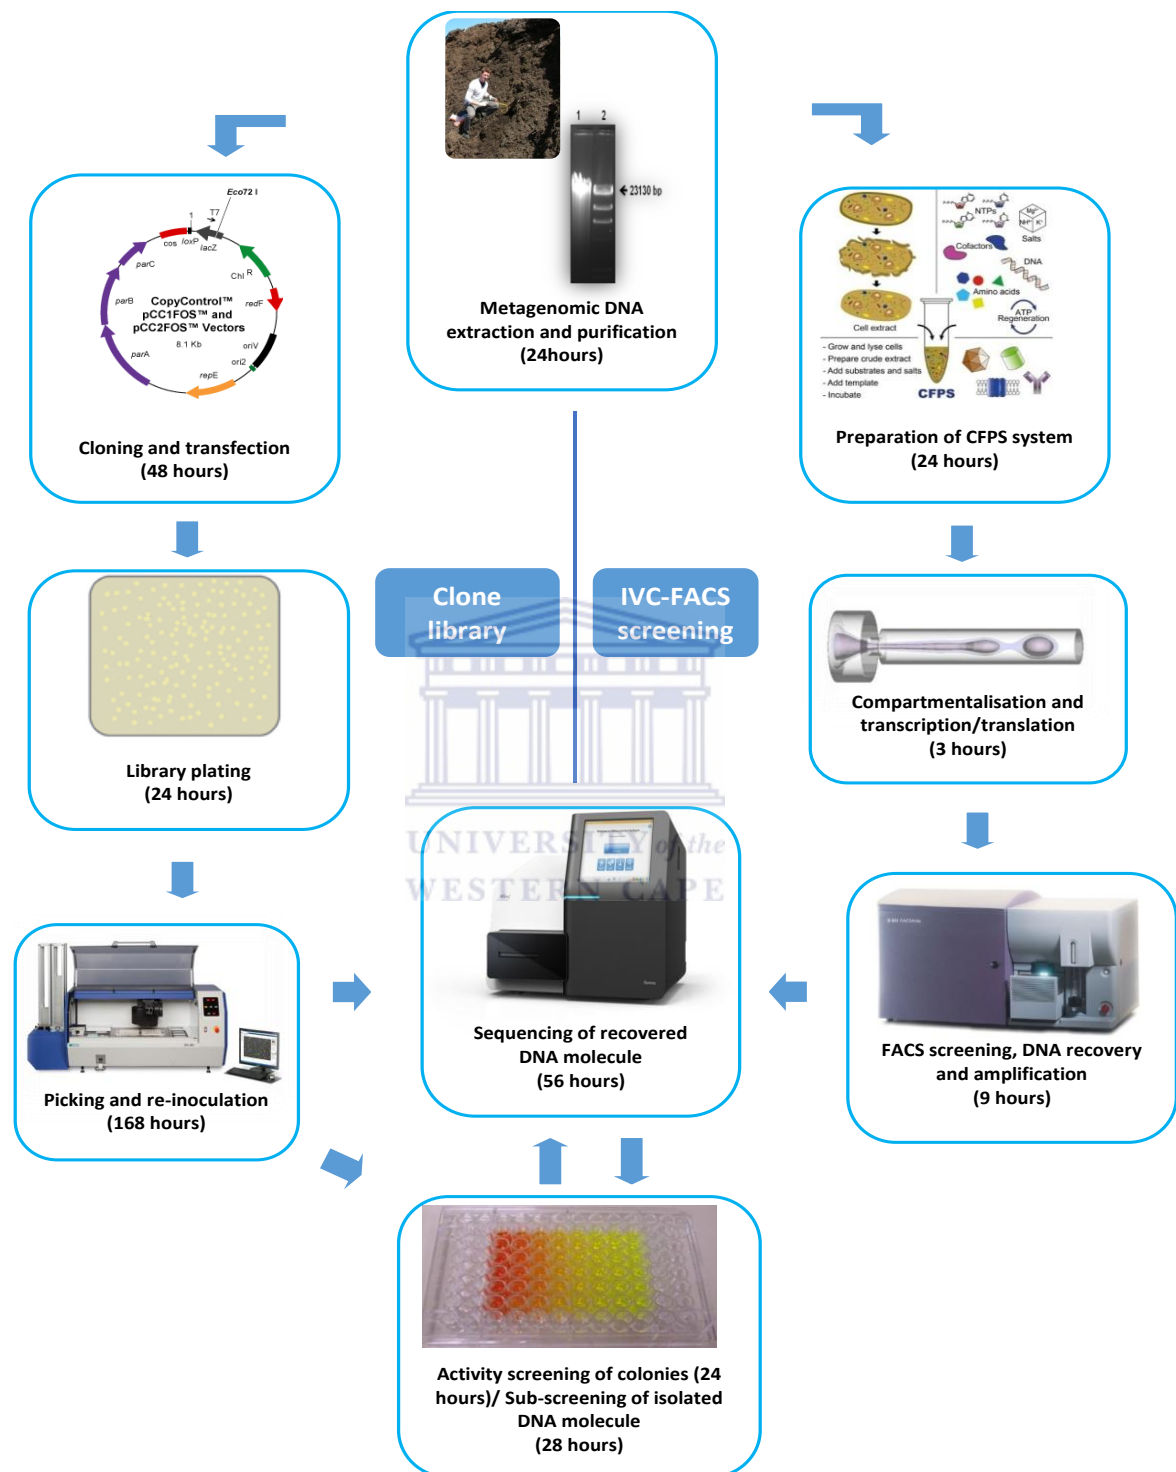 1 2
23130 bp
Metagenomic DNA
extraction and purification
(24hours)
Eco72 I
1
T7
cos
loxP
lacZ
parC
Chl R
parB
redF
CopyControl™
pCC1FOS™ and
pCC2FOS™ Vectors
8.1 Kb
oriV
ori2
parA
repE
Cloning and transfection
(48 hours)
NTPs
Mg²⁺
NH⁺ K⁺
Salts
Cofactors
DNA
Amino acids
ATP
Regeneration
Cell extract
- Grow and lyse cells
- Prepare crude extract
- Add substrates and salts
- Add template
- Incubate
CFPS
Preparation of CFPS system
(24 hours)
Clone
library
IVC-FACS
screening
Library plating
(24 hours)
Compartmentalisation and
transcription/translation
(3 hours)
UNIVERSITY of the
WESTERN CAPE
Picking and re-inoculation
(168 hours)
Sequencing of recovered
DNA molecule
(56 hours)
FACS screening, DNA recovery
and amplification
(9 hours)
Activity screening of colonies (24
hours)/ Sub-screening of isolated
DNA molecule
(28 hours)